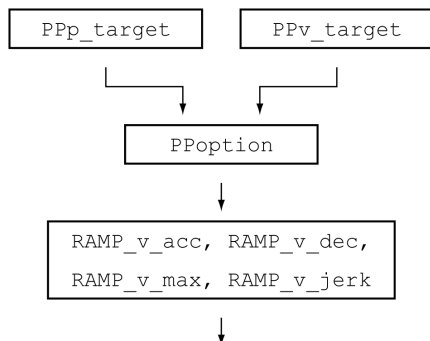 PPp_target
PPv_target
PPoption
RAMP_v_acc, RAMP_v_dec,
RAMP_v_max, RAMP_v_jerk